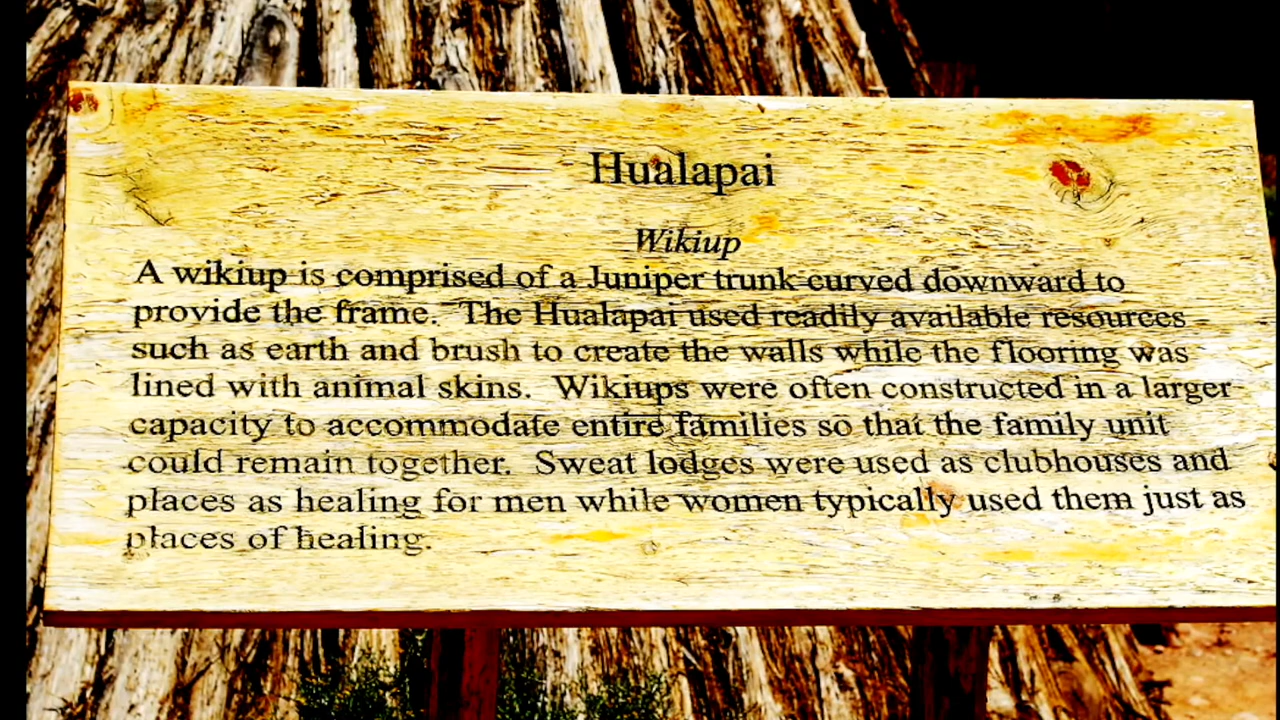 Hualapai
Wikiup
A wikiup is comprised of a Juniper trunk curved downward to
provide the frame.  The Hualapai used readily available resources
such as earth and brush to create the walls while the flooring was
lined with animal skins.  Wikiups were often constructed in a larger
capacity to accommodate entire families so that the family unit
could remain together.  Sweat lodges were used as clubhouses and
places as healing for men while women typically used them just as
places of healing.